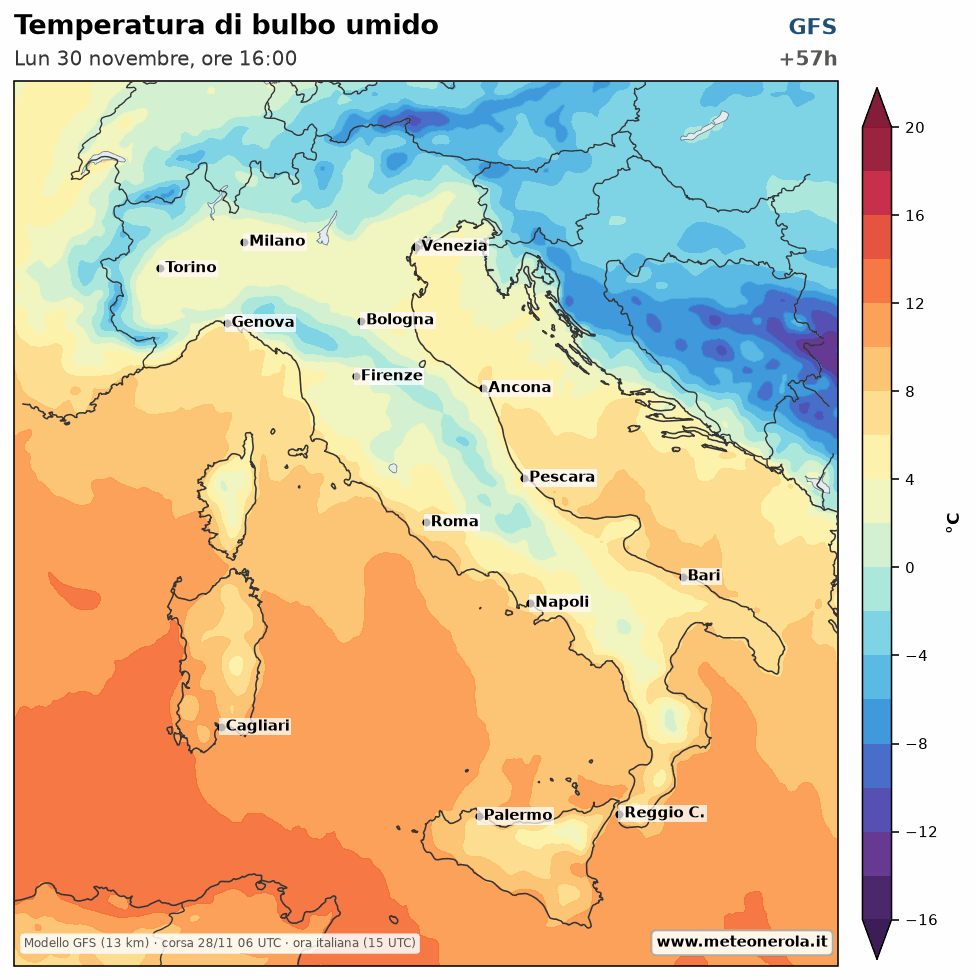 Temperatura di bulbo umido
GFS
Lun 30 novembre, ore 16:00
+57h
Milano
Venezia
Torino
Genova
Bologna
Firenze
Ancona
Pescara
Roma
Bari
Napoli
Cagliari
Palermo
Reggio C.
20
16
12
8
4
0
−4
−8
−12
−16
°C
Modello GFS (13 km) · corsa 28/11 06 UTC · ora italiana (15 UTC)
www.meteonerola.it